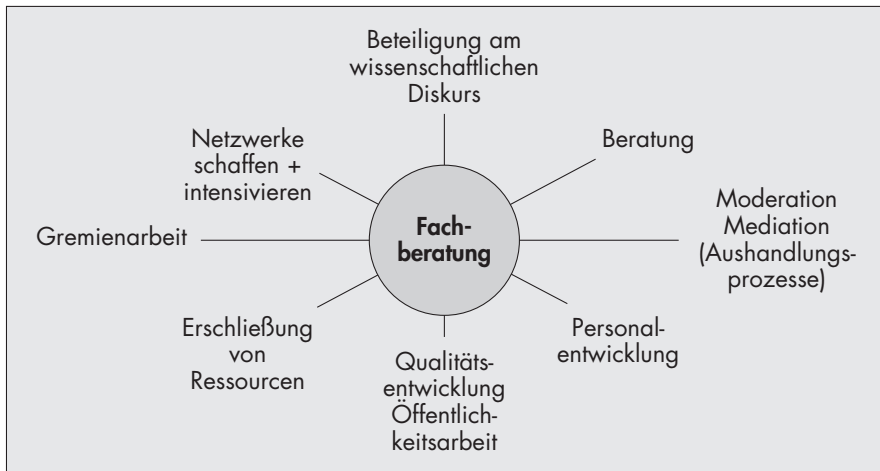 Beteiligung am
wissenschaftlichen
Diskurs
Netzwerke
schaffen +
intensivieren
Beratung
Gremienarbeit
Fach-
beratung
Moderation
Mediation
(Aushandlungs-
prozesse)
Erschließung
von
Ressourcen
Qualitäts-
entwicklung
Öffentlich-
keitsarbeit
Personal-
entwicklung